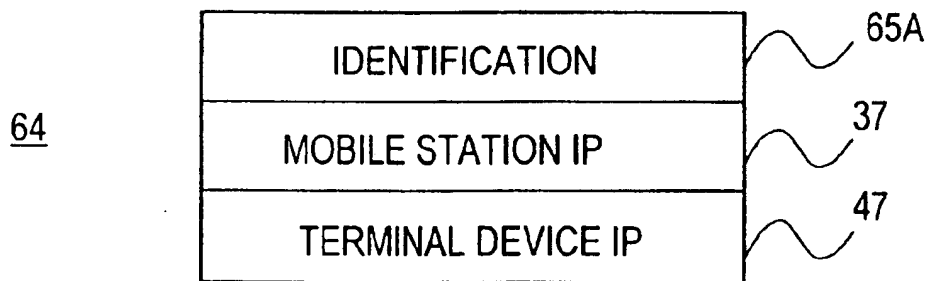 IDENTIFICATION 65A
64 MOBILE STATION IP 37
TERMINAL DEVICE IP 47